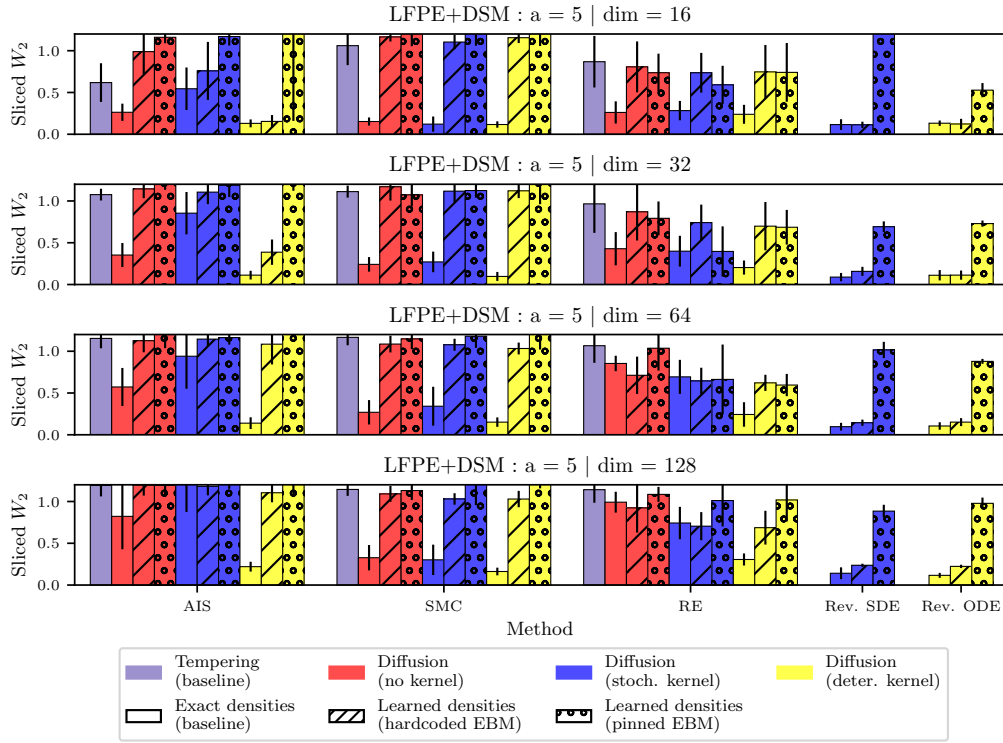 LFPE+DSM : a = 5 | dim = 16
Sliced W2
1.0
0.5
0.0
LFPE+DSM : a = 5 | dim = 32
Sliced W2
1.0
0.5
0.0
LFPE+DSM : a = 5 | dim = 64
Sliced W2
1.0
0.5
0.0
LFPE+DSM : a = 5 | dim = 128
Sliced W2
1.0
0.5
0.0
AIS SMC RE Rev. SDE Rev. ODE
Method
Tempering
(baseline)
Diffusion
(no kernel)
Diffusion
(stoch. kernel)
Diffusion
(deter. kernel)
Exact densities
(baseline)
Learned densities
(hardcoded EBM)
Learned densities
(pinned EBM)